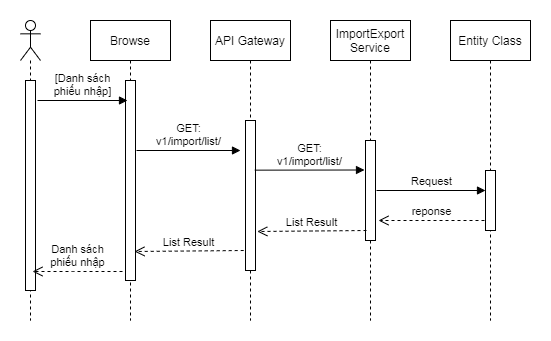 Browse
API Gateway
ImportExport
Service
Entity Class
[Danh sách
phiếu nhập]
GET:
v1/import/list/
GET:
v1/import/list/
Request
reponse
List Result
List Result
Danh sách
phiếu nhập